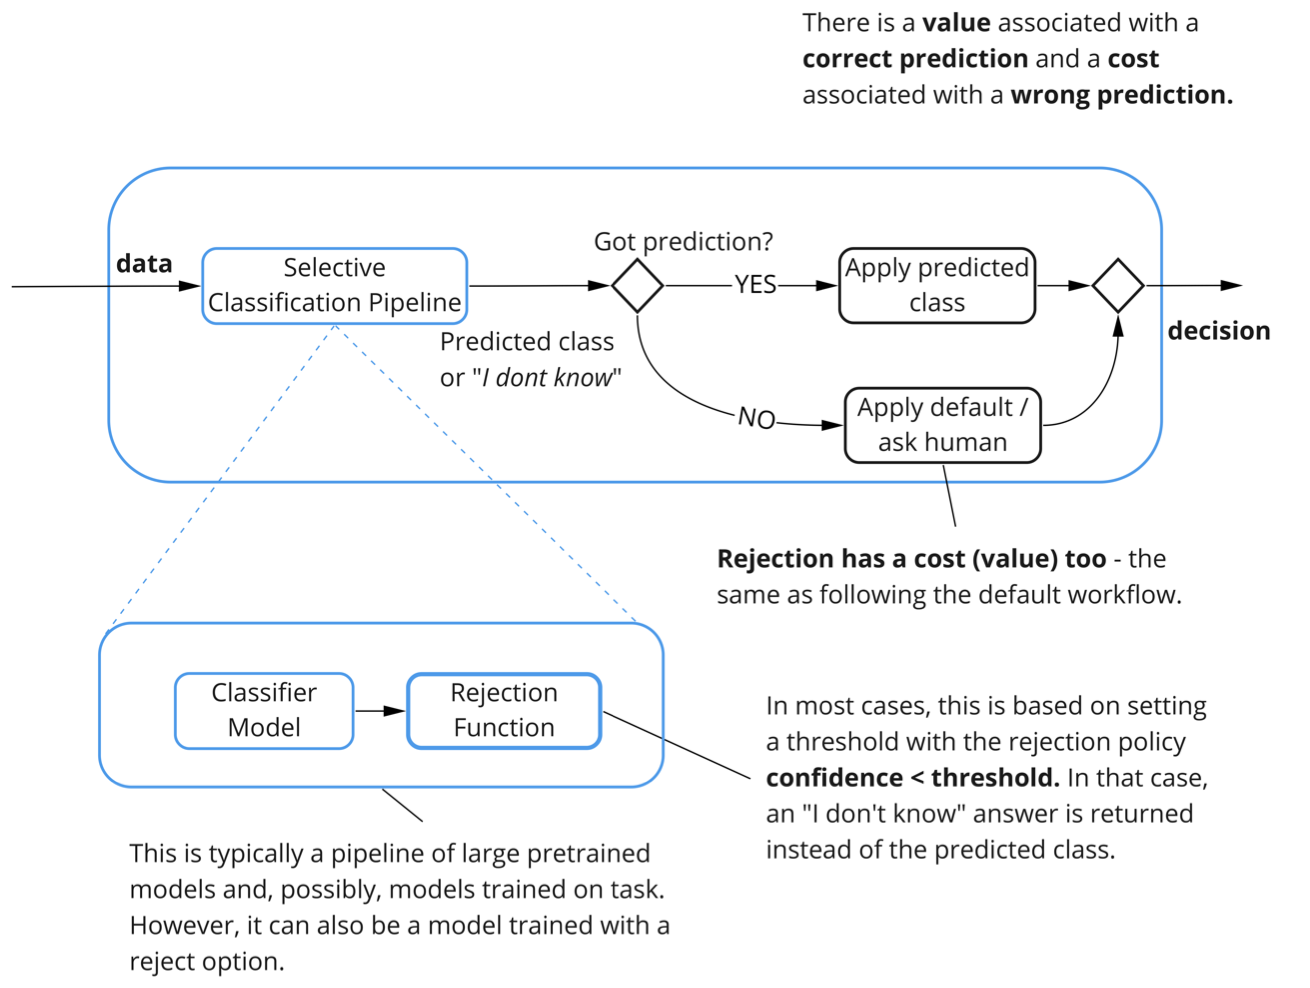 There is a value associated with a
correct prediction and a cost
associated with a wrong prediction.
data
Selective
Classification Pipeline
Predicted class
or "I dont know"
Got prediction?
YES
Apply predicted
class
NO
Apply default /
ask human
decision
Rejection has a cost (value) too - the
same as following the default workflow.
Classifier
Model
Rejection
Function
In most cases, this is based on setting
a threshold with the rejection policy
confidence < threshold. In that case,
an "I don't know" answer is returned
instead of the predicted class.
This is typically a pipeline of large pretrained
models and, possibly, models trained on task.
However, it can also be a model trained with a
reject option.